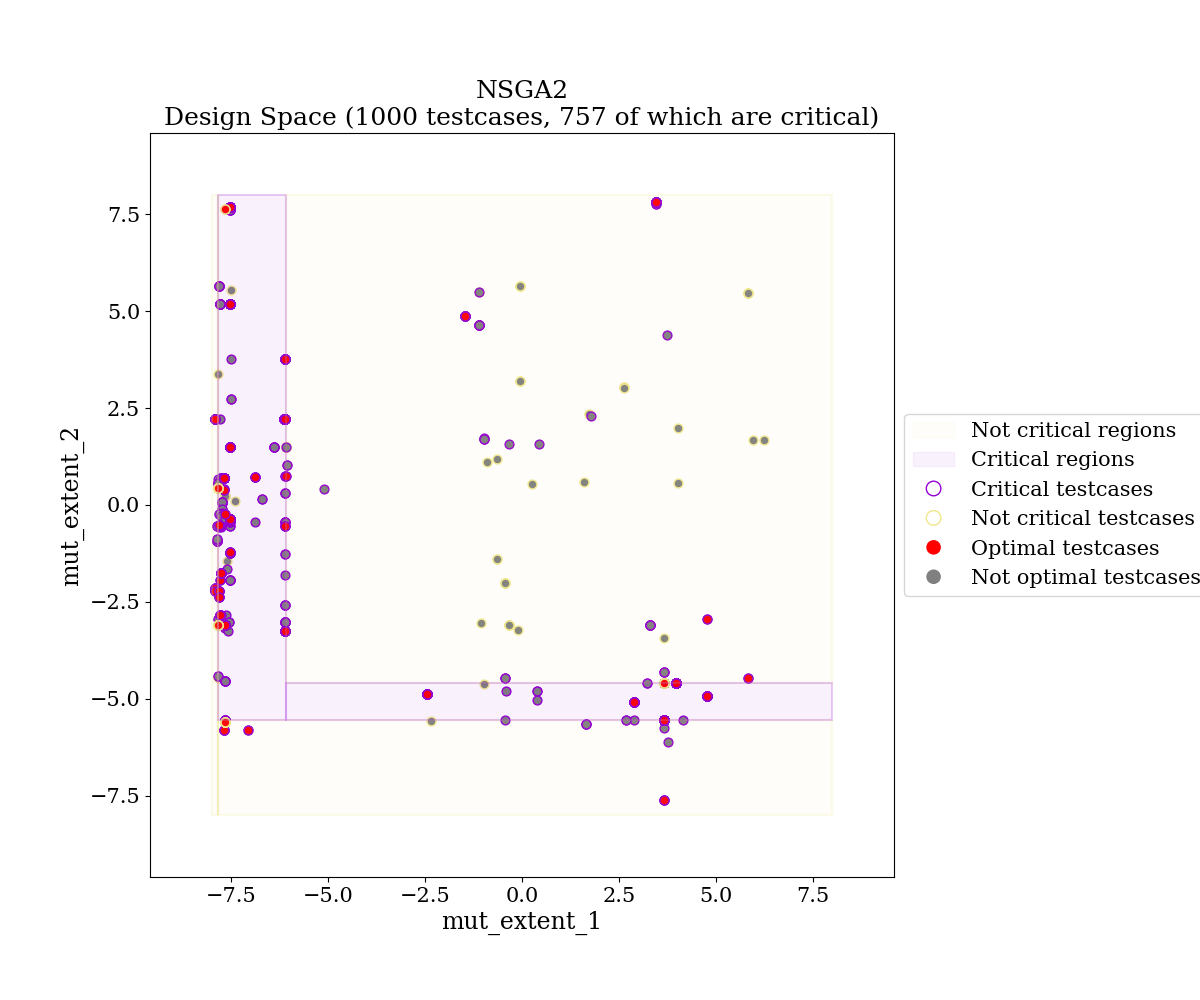 NSGA2
Design Space (1000 testcases, 757 of which are critical)
7.5
5.0
2.5
0.0
−2.5
−5.0
−7.5
mut_extent_2
−7.5
−5.0
−2.5
0.0
2.5
5.0
7.5
mut_extent_1
Not critical regions
Critical regions
Critical testcases
Not critical testcases
Optimal testcases
Not optimal testcases